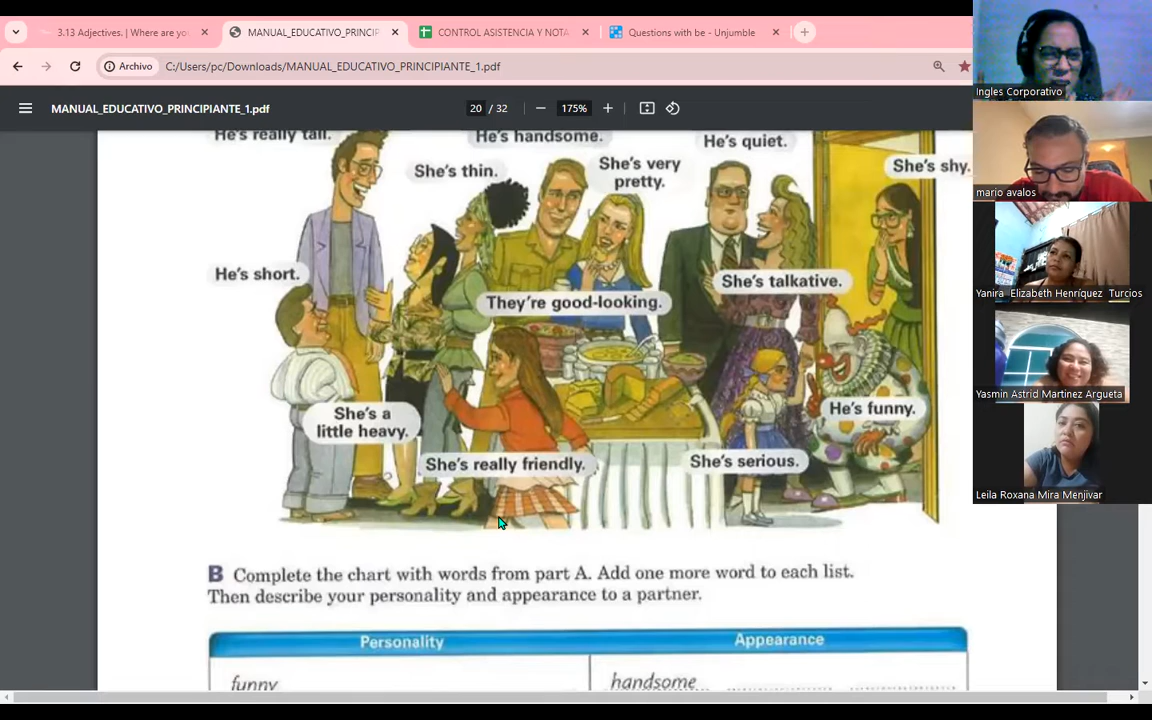 3.13 Adjectives. | Where are you
MANUAL_EDUCATIVO_PRINCIP
CONTROL ASISTENCIA Y NOTA
Questions with be - Unjumble
Archivo
C:/Users/pc/Downloads/MANUAL_EDUCATIVO_PRINCIPIANTE_1.pdf
MANUAL_EDUCATIVO_PRINCIPIANTE_1.pdf
20 / 32
175%
He's really tall.
He's handsome.
He's quiet.
She's thin.
She's very
pretty.
She's shy.
He's short.
She's talkative.
They're good-looking.
She's a
little heavy.
He's funny.
She's really friendly.
She's serious.
B Complete the chart with words from part A. Add one more word to each list.
Then describe your personality and appearance to a partner.
Personality
Appearance
funny
handsome
Ingles Corporativo
mario avalos
Yanira Elizabeth Henríquez Turcios
Yasmin Astrid Martinez Argueta
Leila Roxana Mira Menjivar